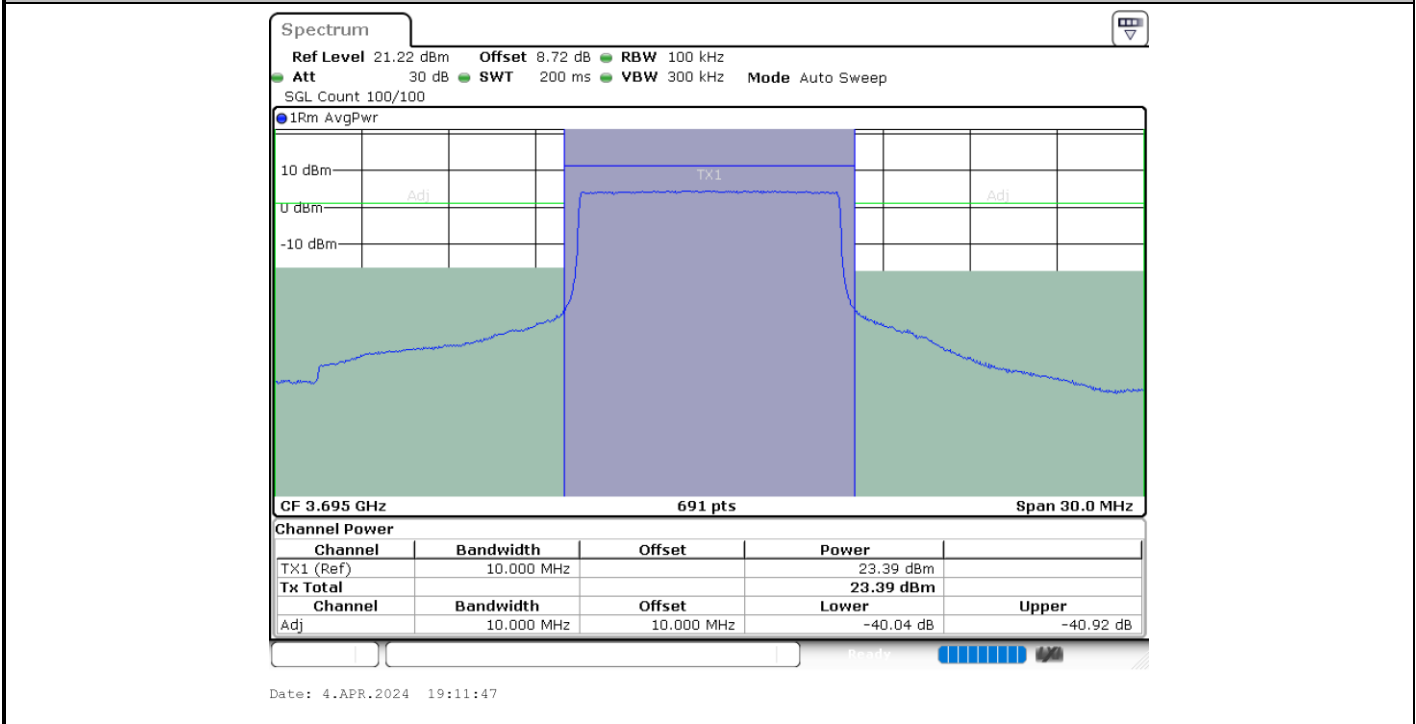 Spectrum
Ref Level 21.22 dBm Offset 8.72 dB RBW 100 kHz
Att 30 dB SWT 200 ms VBW 300 kHz Mode Auto Sweep
SGL Count 100/100
1Rm AvgPwr
10 dBm
TX1
Adj Adj
0 dBm
-10 dBm
CF 3.695 GHz 691 pts Span 30.0 MHz
Channel Power
Channel Bandwidth Offset Power
TX1 (Ref) 10.000 MHz 23.39 dBm
Tx Total 23.39 dBm
Channel Bandwidth Offset Lower Upper
Adj 10.000 MHz 10.000 MHz -40.04 dB -40.92 dB
Ready
Date: 4.APR.2024 19:11:47